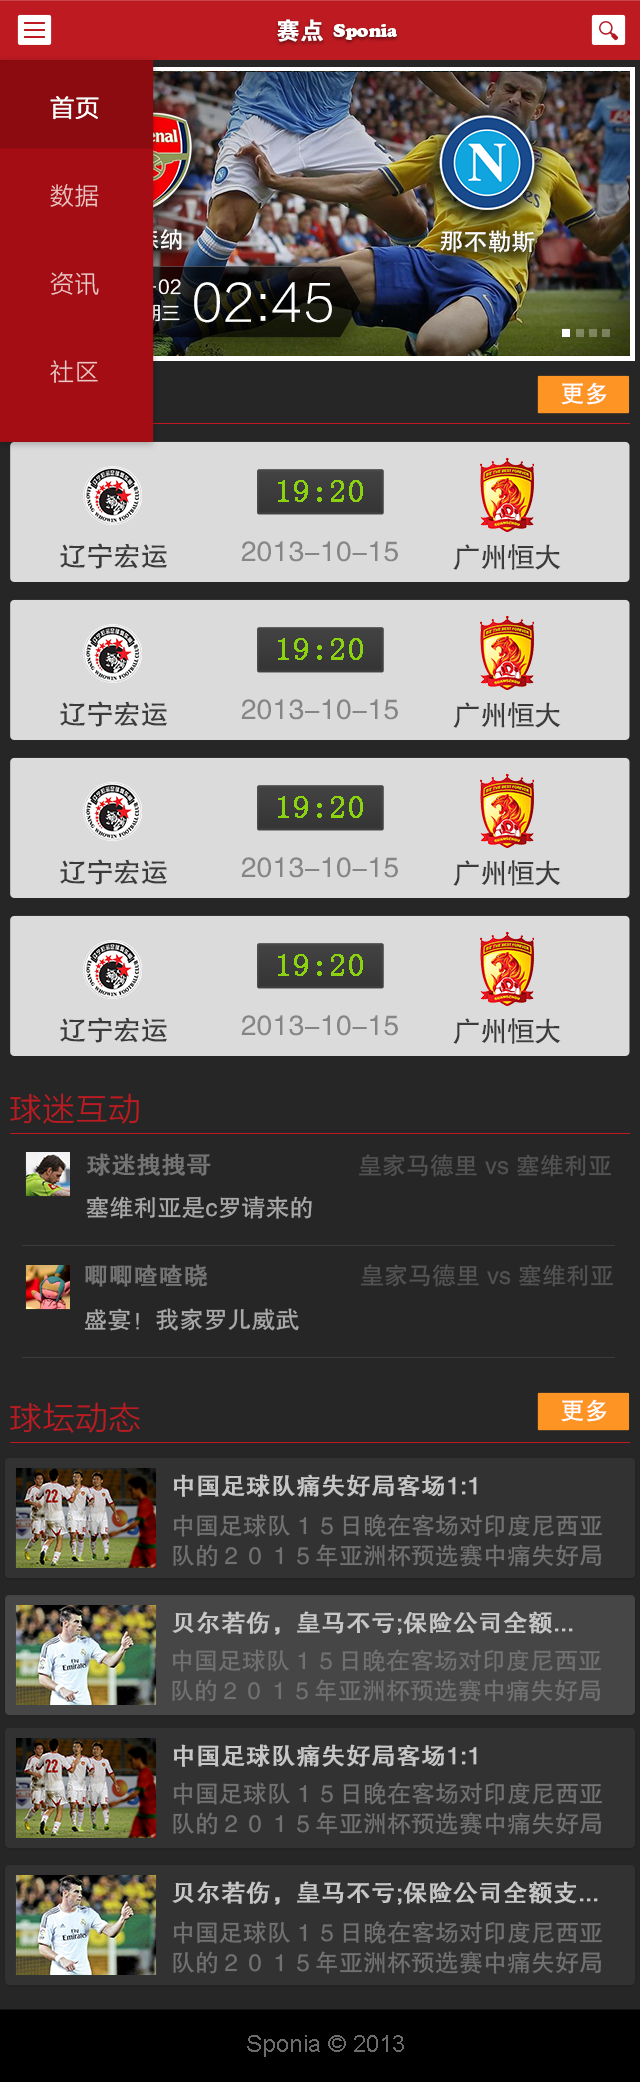 赛点 Sponia
首页
数据
资讯
社区
enal
纳
那不勒斯
-02
02:45
期三
更多
19:20
辽宁宏运
2013-10-15
广州恒大
19:20
辽宁宏运
2013-10-15
广州恒大
19:20
辽宁宏运
2013-10-15
广州恒大
19:20
辽宁宏运
2013-10-15
广州恒大
球迷互动
球迷拽拽哥
皇家马德里 vs 塞维利亚
塞维利亚是c罗请来的
唧唧喳喳晓
皇家马德里 vs 塞维利亚
盛宴！我家罗儿威武
球坛动态
更多
中国足球队痛失好局客场1:1
中国足球队１５日晚在客场对印度尼西亚
队的２０１５年亚洲杯预选赛中痛失好局
贝尔若伤，皇马不亏;保险公司全额...
中国足球队１５日晚在客场对印度尼西亚
队的２０１５年亚洲杯预选赛中痛失好局
中国足球队痛失好局客场1:1
中国足球队１５日晚在客场对印度尼西亚
队的２０１５年亚洲杯预选赛中痛失好局
贝尔若伤，皇马不亏;保险公司全额支...
中国足球队１５日晚在客场对印度尼西亚
队的２０１５年亚洲杯预选赛中痛失好局
Sponia © 2013